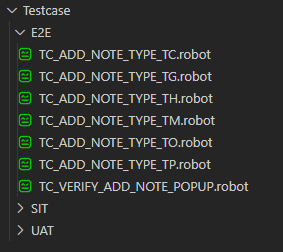 Testcase
E2E
TC_ADD_NOTE_TYPE_TC.robot
TC_ADD_NOTE_TYPE_TG.robot
TC_ADD_NOTE_TYPE_TH.robot
TC_ADD_NOTE_TYPE_TM.robot
TC_ADD_NOTE_TYPE_TO.robot
TC_ADD_NOTE_TYPE_TP.robot
TC_VERIFY_ADD_NOTE_POPUP.robot
SIT
UAT